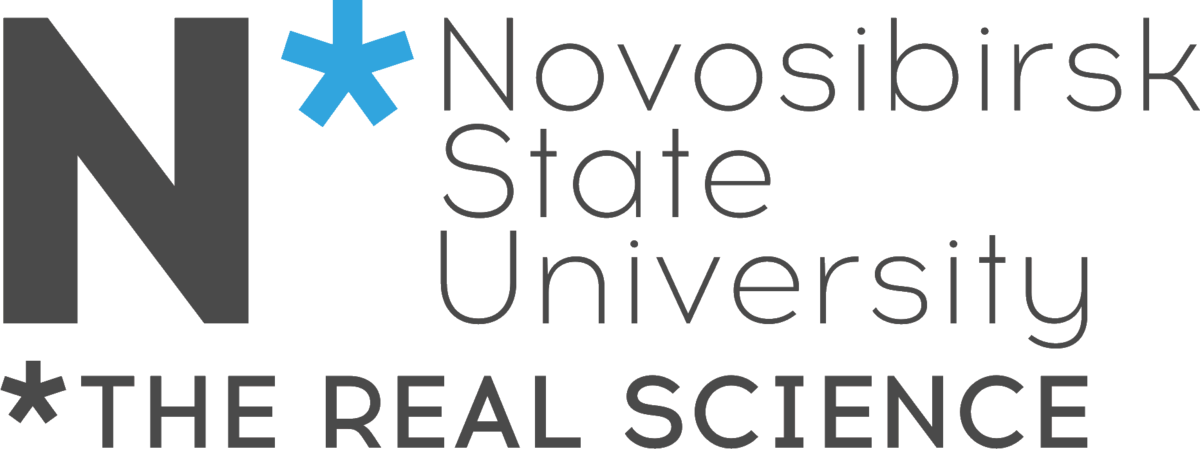 N*
Novosibirsk
State
University
*THE REAL SCIENCE